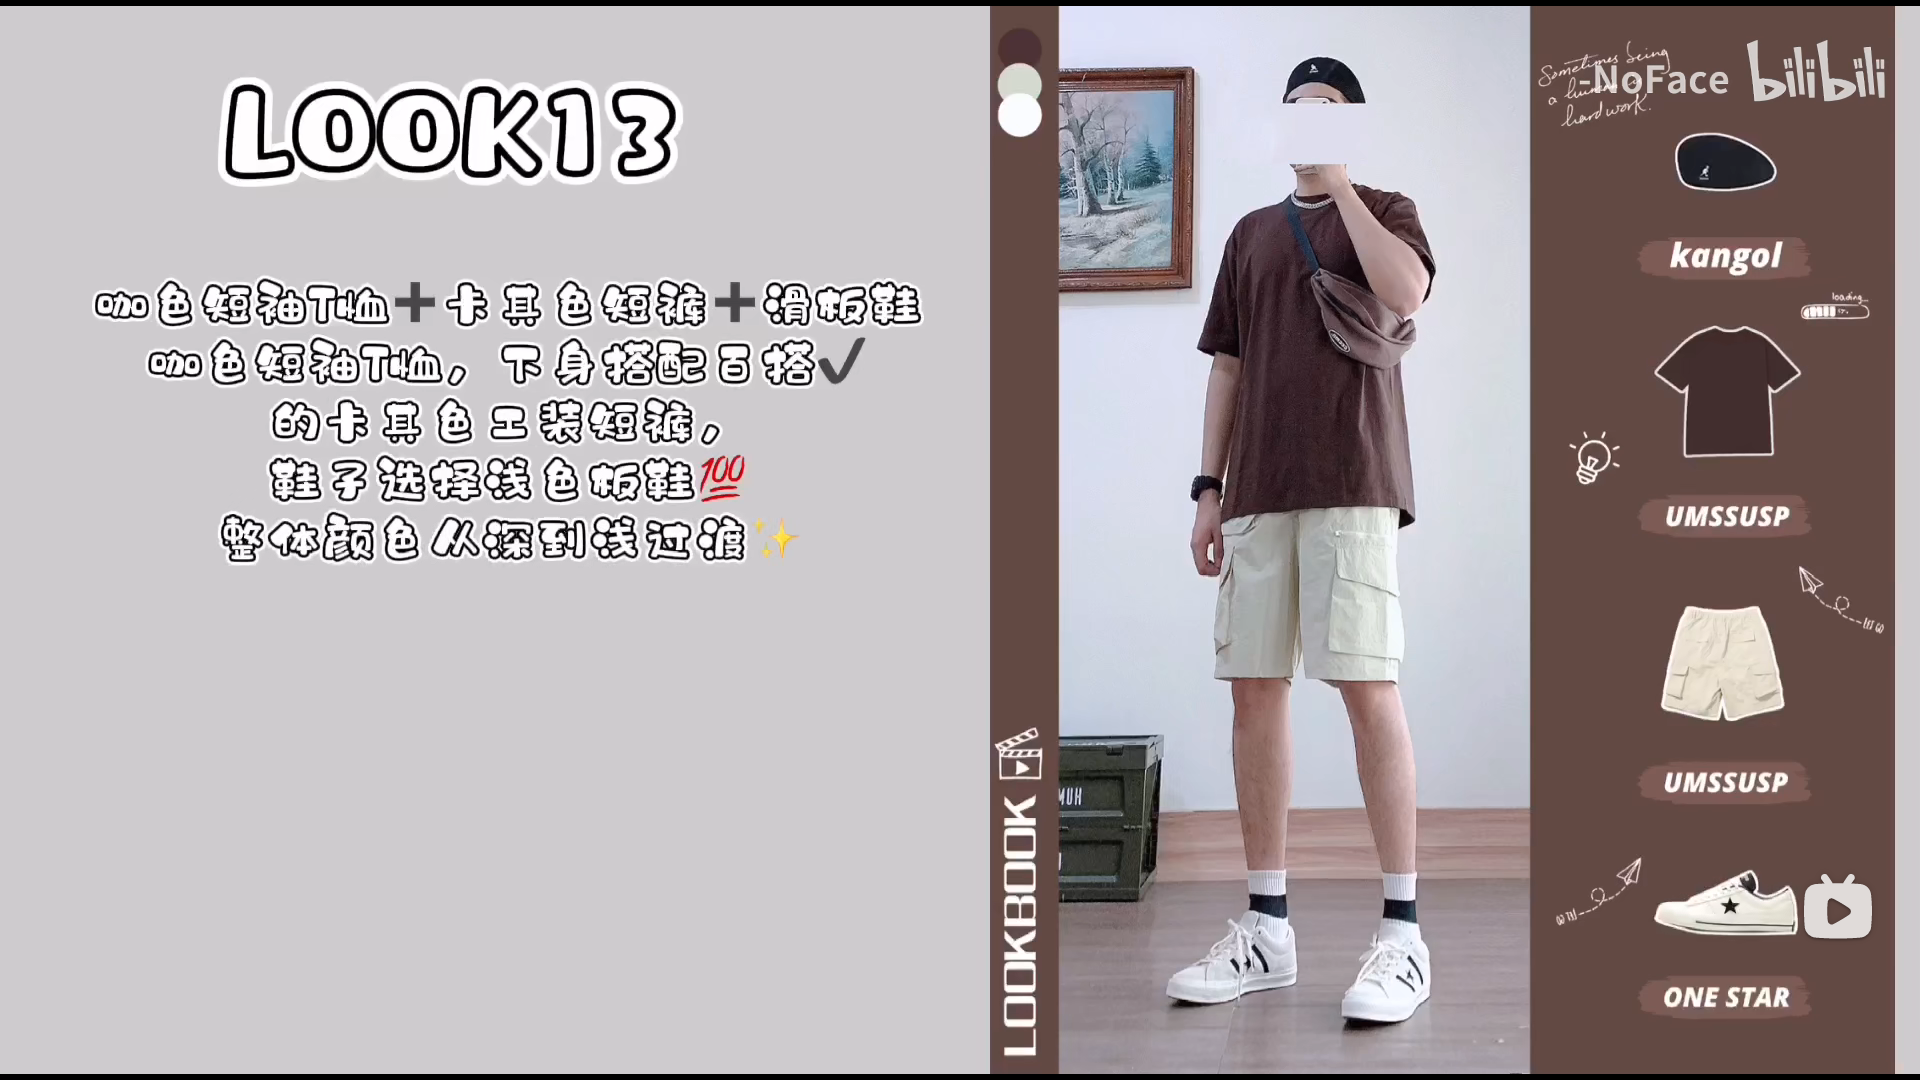 LOOK13
咖色短袖T恤➕卡其色短裤➕滑板鞋
咖色短袖T恤，下身搭配百搭✔
的卡其色工装短裤，
鞋子选择浅色板鞋💯
整体颜色从深到浅过渡✨
LOOKBOOK
MUH
Sometimes being
a human is
hard work.
-NoFace bilibili
kangol
loading
UMSSUSP
UMSSUSP
ONE STAR